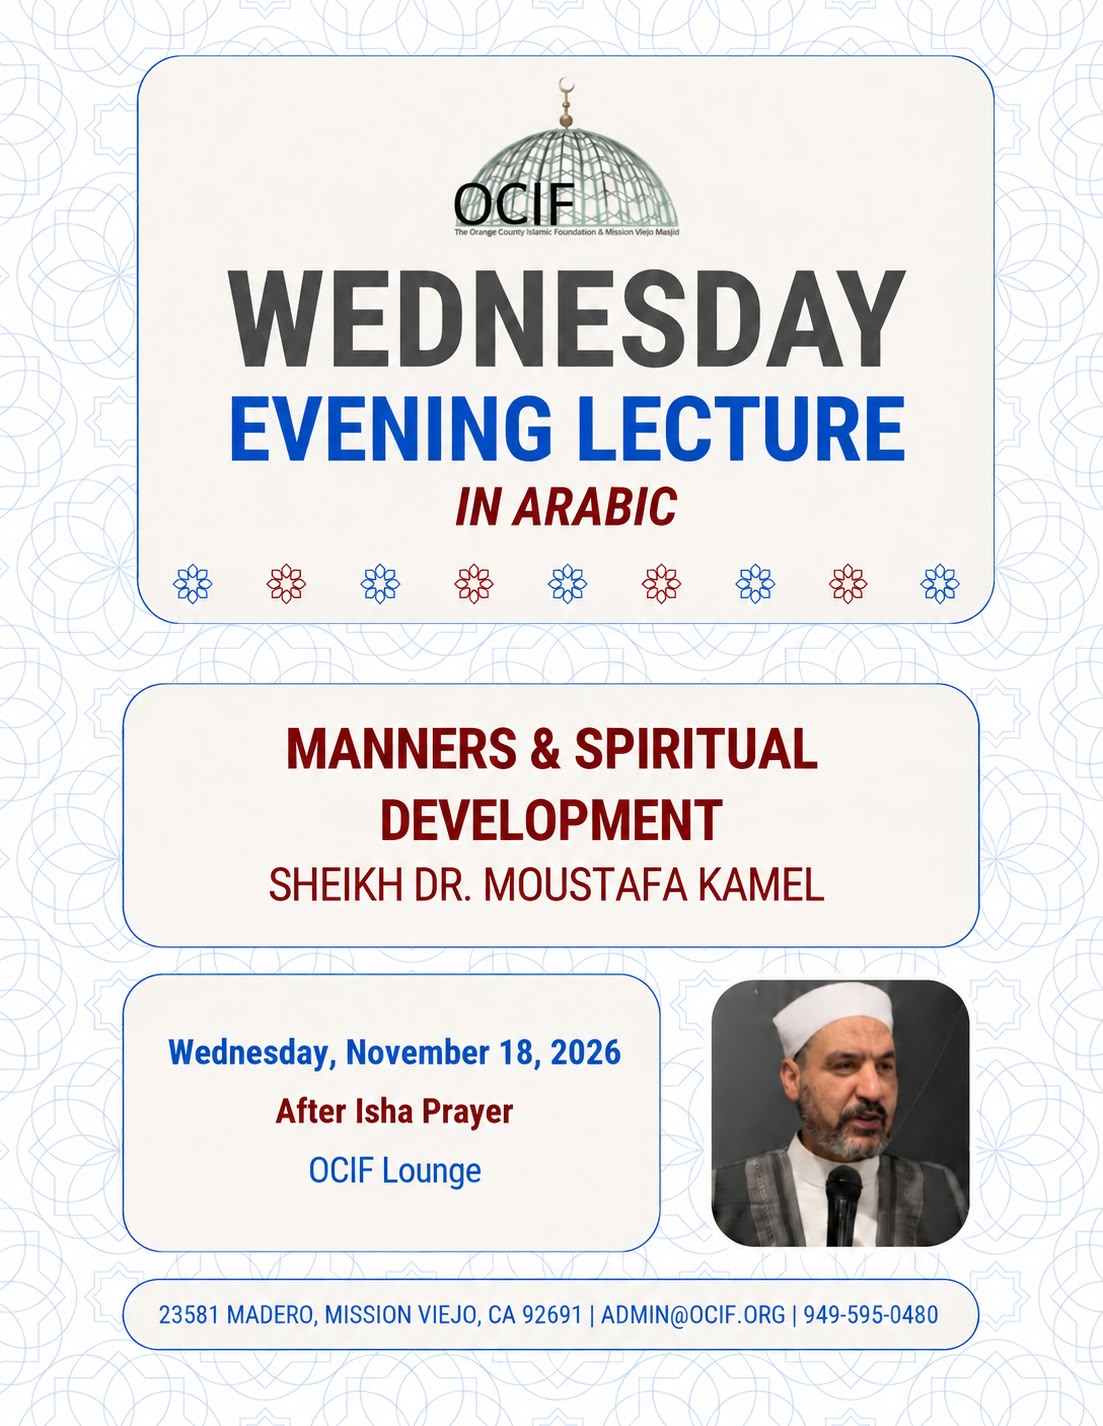 OCIF
The Orange County Islamic Foundation & Mission Viejo Masjid
WEDNESDAY
EVENING LECTURE
IN ARABIC
MANNERS & SPIRITUAL
DEVELOPMENT
SHEIKH DR. MOUSTAFA KAMEL
Wednesday, November 18, 2026
After Isha Prayer
OCIF Lounge
23581 MADERO, MISSION VIEJO, CA 92691 | ADMIN@OCIF.ORG | 949-595-0480